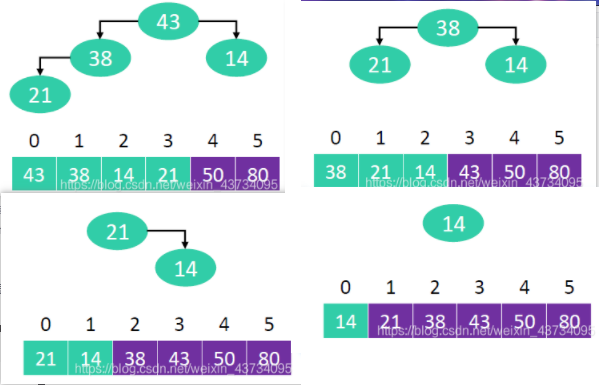 43
38 14
21
0 1 2 3 4 5
43 38 14 21 50 80
https://blog.csdn.net/weixin_43734095
38
21 14
0 1 2 3 4 5
38 21 14 43 50 80
https://blog.csdn.net/weixin_43734095
21
14
0 1 2 3 4 5
21 14 38 43 50 80
https://blog.csdn.net/weixin_43734095
14
0 1 2 3 4 5
14 21 38 43 50 80
https://blog.csdn.net/weixin_43734095